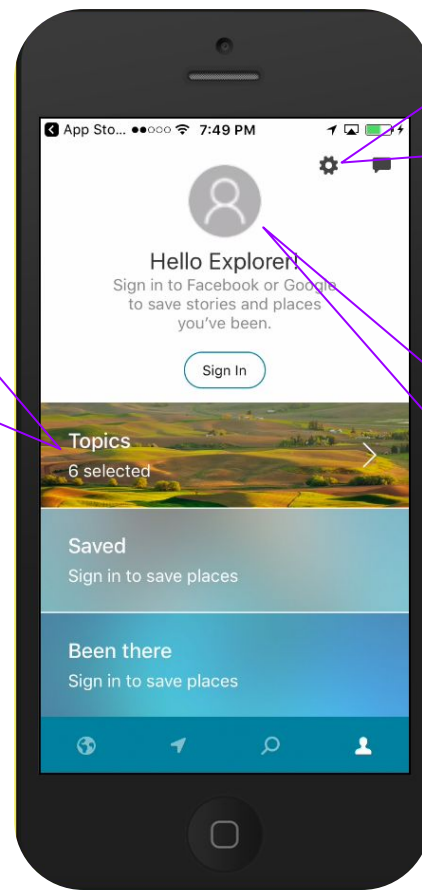 App Sto... 7:49 PM
Hello Explorer!
Sign in to Facebook or Google
to save stories and places
you've been.
Sign In
Topics
6 selected
Saved
Sign in to save places
Been there
Sign in to save places